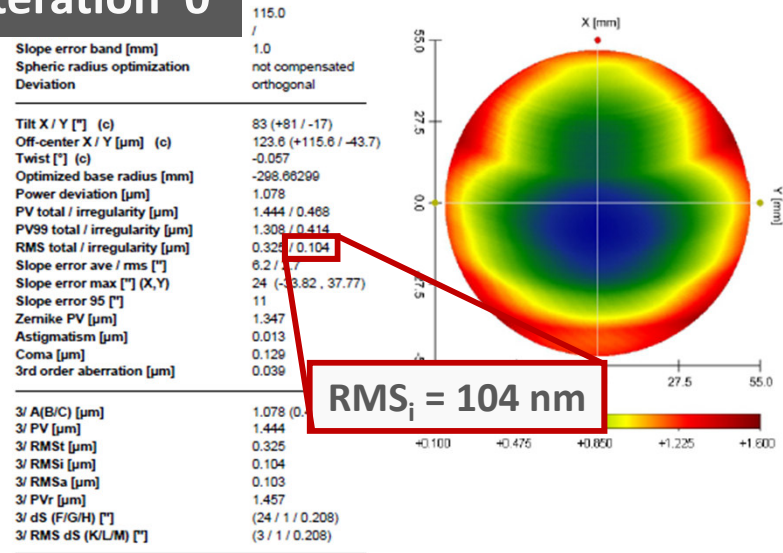 teration 0
115.0
/
Slope error band [mm] 1.0
Spheric radius optimization not compensated
Deviation orthogonal
Tilt X / Y ["] (c) 83 (+81 / -17)
Off-center X / Y [µm] (c) 123.6 (+115.6 / -43.7)
Twist [°] (c) -0.057
Optimized base radius [mm] -298.66299
Power deviation [µm] 1.078
PV total / irregularity [µm] 1.444 / 0.468
PV99 total / irregularity [µm] 1.308 / 0.414
RMS total / irregularity [µm] 0.325 / 0.104
Slope error ave / rms ["] 6.2 /
Slope error max ["] (X,Y) 24 (-33.82 , 37.77)
Slope error 95 ["] 11
Zernike PV [µm] 1.347
Astigmatism [µm] 0.013
Coma [µm] 0.129
3rd order aberration [µm] 0.039
3/ A(B/C) [µm] 1.078 (0.
3/ PV [µm] 1.444
3/ RMSt [µm] 0.325
3/ RMSi [µm] 0.104
3/ RMSa [µm] 0.103
3/ PVr [µm] 1.457
3/ dS (F/G/H) ["] (24 / 1 / 0.208)
3/ RMS dS (K/L/M) ["] (3 / 1 / 0.208)
X [mm]
55.0
27.5
0.0
27.5
Y [mm]
27.5 55.0
RMSi = 104 nm
+0.100 +0.475 +0.850 +1.225 +1.600